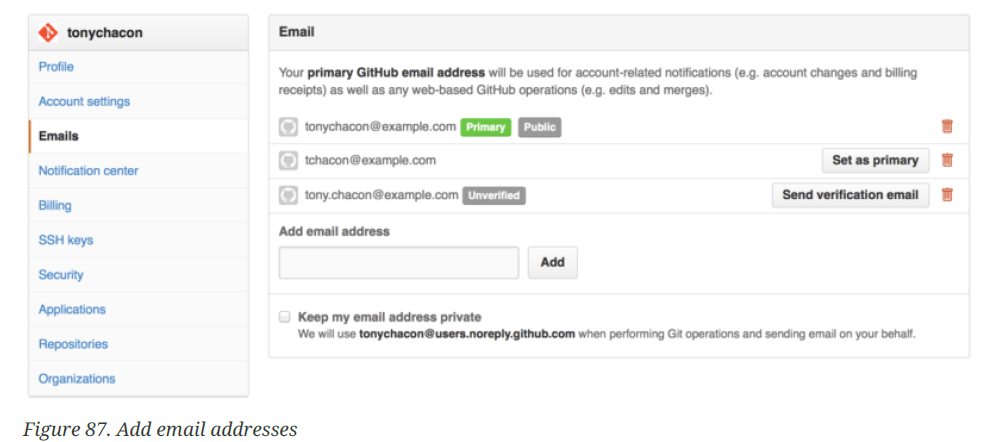 tonychacon
Profile
Account settings
Emails
Notification center
Billing
SSH keys
Security
Applications
Repositories
Organizations
Email
Your primary GitHub email address will be used for account-related notifications (e.g. account changes and billing
receipts) as well as any web-based GitHub operations (e.g. edits and merges).
tonychacon@example.com Primary Public
tchacon@example.com Set as primary
tony.chacon@example.com Unverified Send verification email
Add email address
Add
Keep my email address private
We will use tonychacon@users.noreply.github.com when performing Git operations and sending email on your behalf.
Figure 87. Add email addresses